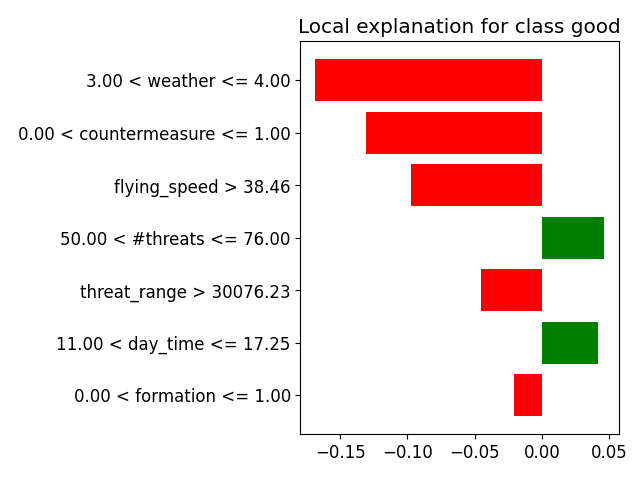 Local explanation for class good
3.00 < weather <= 4.00
0.00 < countermeasure <= 1.00
flying_speed > 38.46
50.00 < #threats <= 76.00
threat_range > 30076.23
11.00 < day_time <= 17.25
0.00 < formation <= 1.00
−0.15 −0.10 −0.05 0.00 0.05